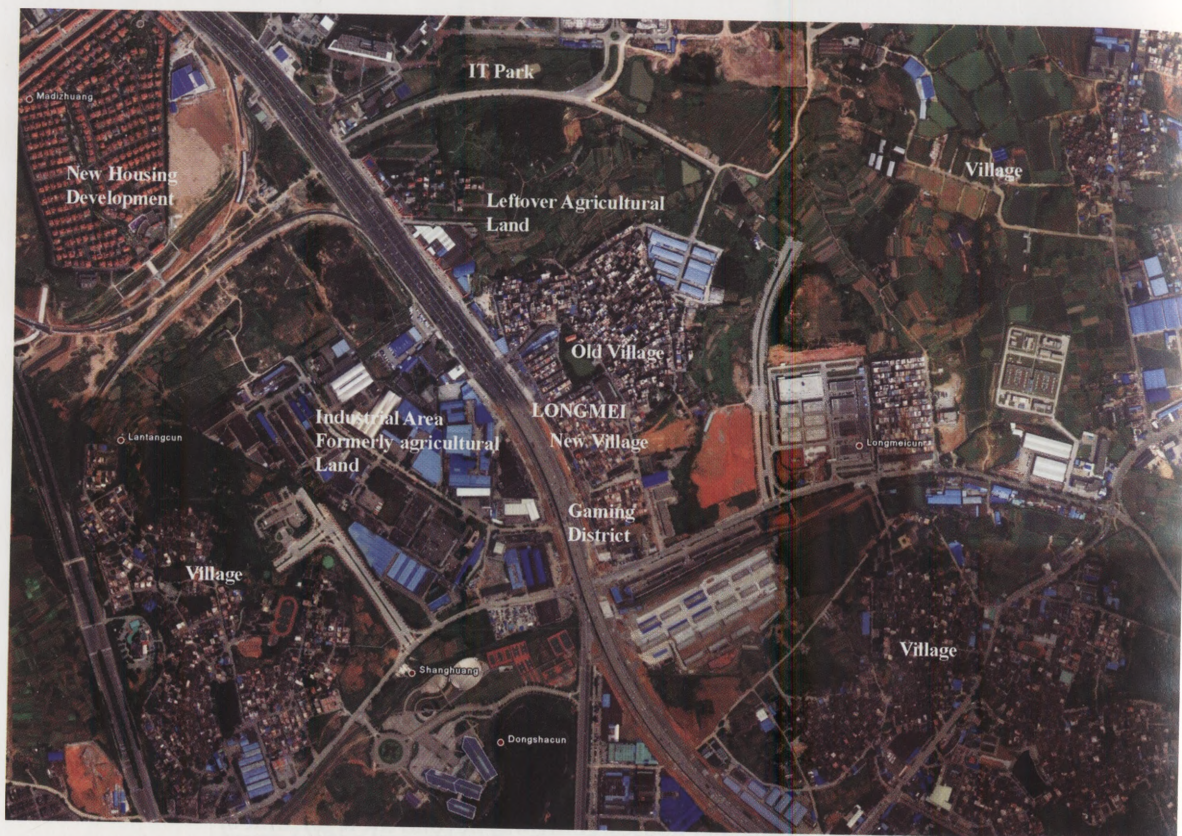 IT Park
Madizhuang
New Housing
Development
Village
Leftover Agricultural
Land
Old Village
LONGMEI
New Village
Industrial Area
Formerly agricultural
Land
Lantangcun
Longmeicun
Gaming
District
Village
Village
Shanghuang
Dongshacun